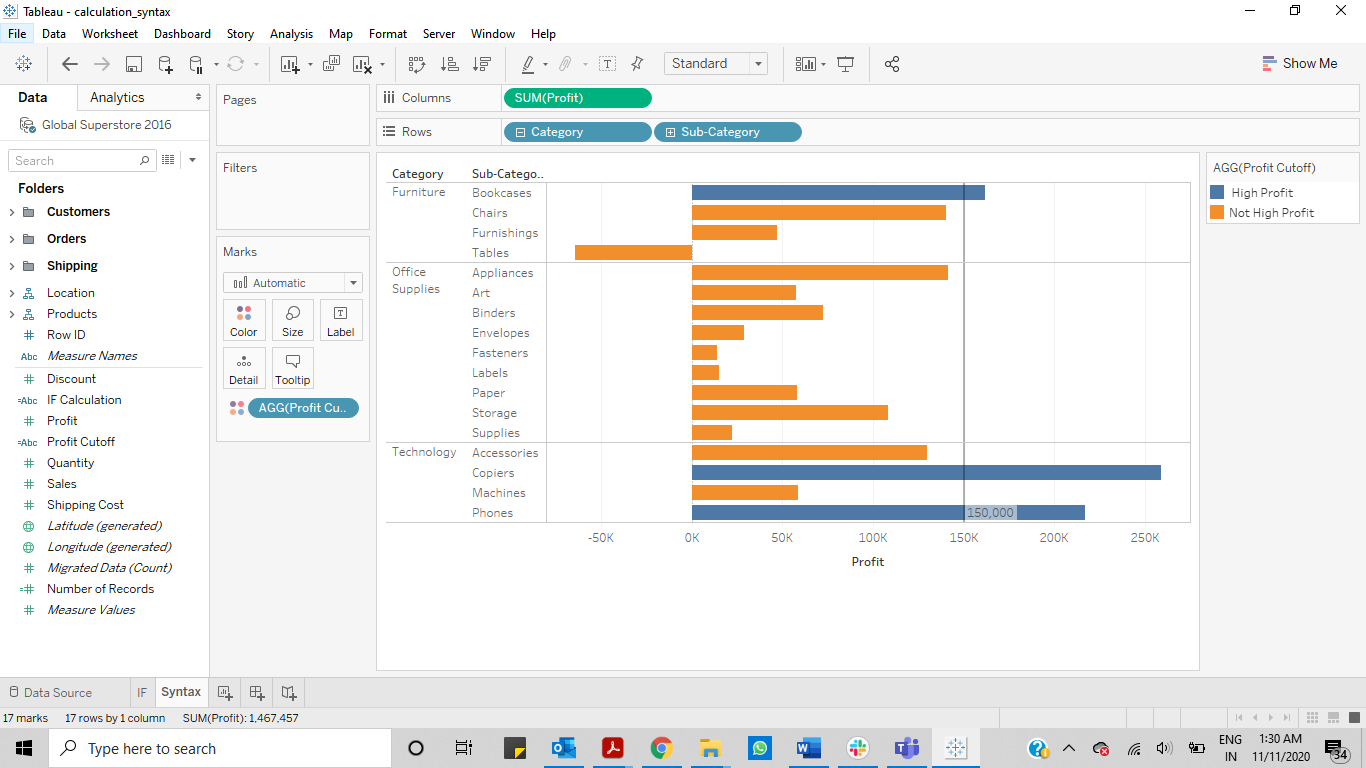 Tableau - calculation_syntax
File Data Worksheet Dashboard Story Analysis Map Format Server Window Help
Standard
Show Me
Data Analytics
Global Superstore 2016
Search
Folders
Customers
Orders
Shipping
Location
Products
Row ID
Abc Measure Names
Discount
=Abc IF Calculation
Profit
=Abc Profit Cutoff
Quantity
Sales
Shipping Cost
Latitude (generated)
Longitude (generated)
Migrated Data (Count)
Number of Records
Measure Values
Pages
Filters
Marks
Automatic
Color Size Label
Detail Tooltip
AGG(Profit Cu..
Columns SUM(Profit)
Rows Category Sub-Category
Category Sub-Catego..
Furniture Bookcases
Chairs
Furnishings
Tables
Office Supplies Appliances
Art
Binders
Envelopes
Fasteners
Labels
Paper
Storage
Supplies
Technology Accessories
Copiers
Machines
Phones 150,000
-50K 0K 50K 100K 150K 200K 250K
Profit
AGG(Profit Cutoff)
High Profit
Not High Profit
Data Source IF Syntax
17 marks 17 rows by 1 column SUM(Profit): 1,467,457
Type here to search
ENG 1:30 AM
IN 11/11/2020 34